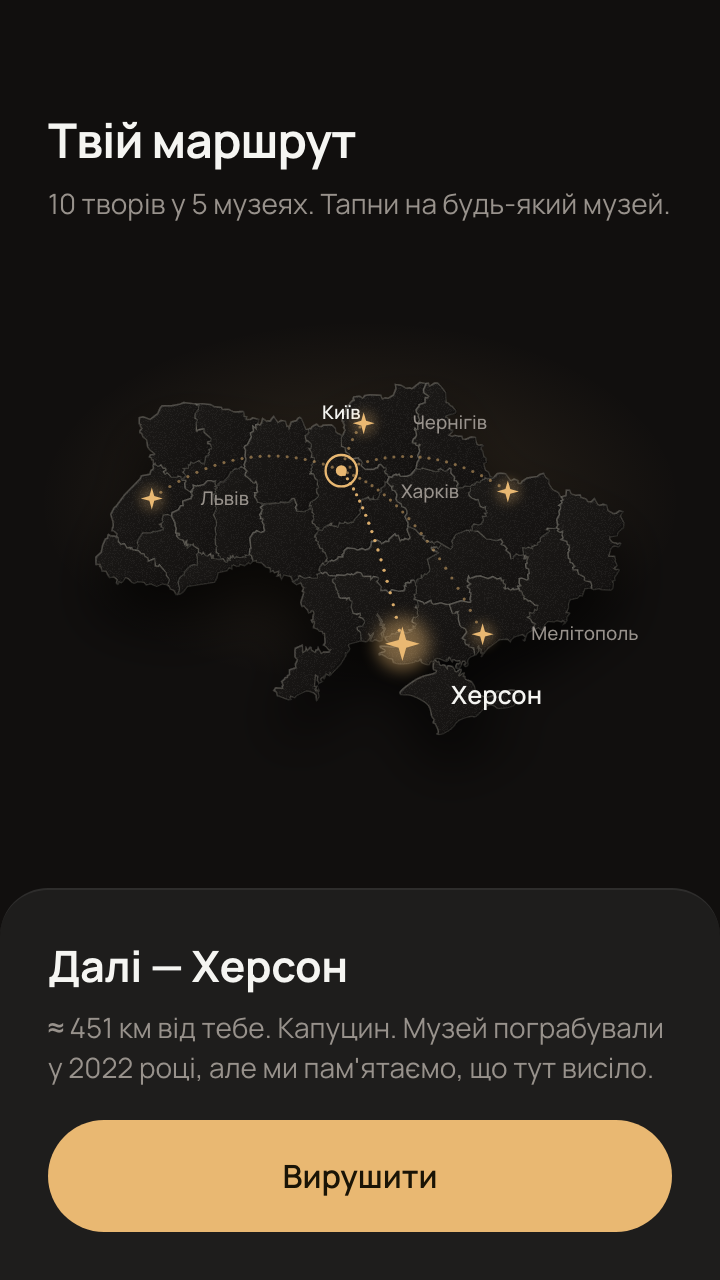 Твій маршрут
10 творів у 5 музеях. Тапни на будь-який музей.
Київ
Чернігів
Харків
Львів
Мелітополь
Херсон
Далі — Херсон
≈ 451 км від тебе. Капуцин. Музей пограбували
у 2022 році, але ми пам'ятаємо, що тут висіло.
Вирушити